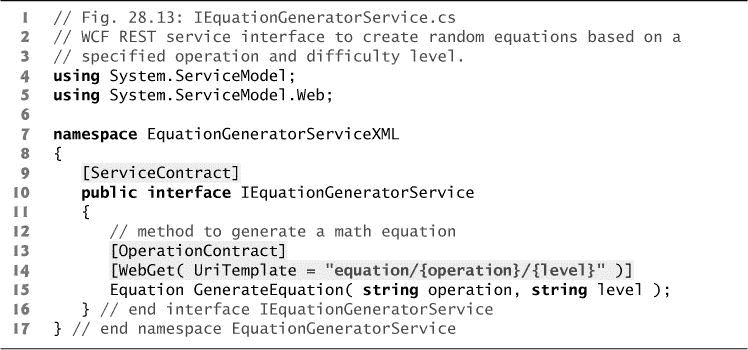 1 // Fig. 28.13: IEquationGeneratorService.cs
2 // WCF REST service interface to create random equations based on a
3 // specified operation and difficulty level.
4 using System.ServiceModel;
5 using System.ServiceModel.Web;
6
7 namespace EquationGeneratorServiceXML
8 {
9    [ServiceContract]
10    public interface IEquationGeneratorService
11    {
12       // method to generate a math equation
13       [OperationContract]
14       [WebGet( UriTemplate = "equation/{operation}/{level}" )]
15       Equation GenerateEquation( string operation, string level );
16    } // end interface IEquationGeneratorService
17 } // end namespace EquationGeneratorService